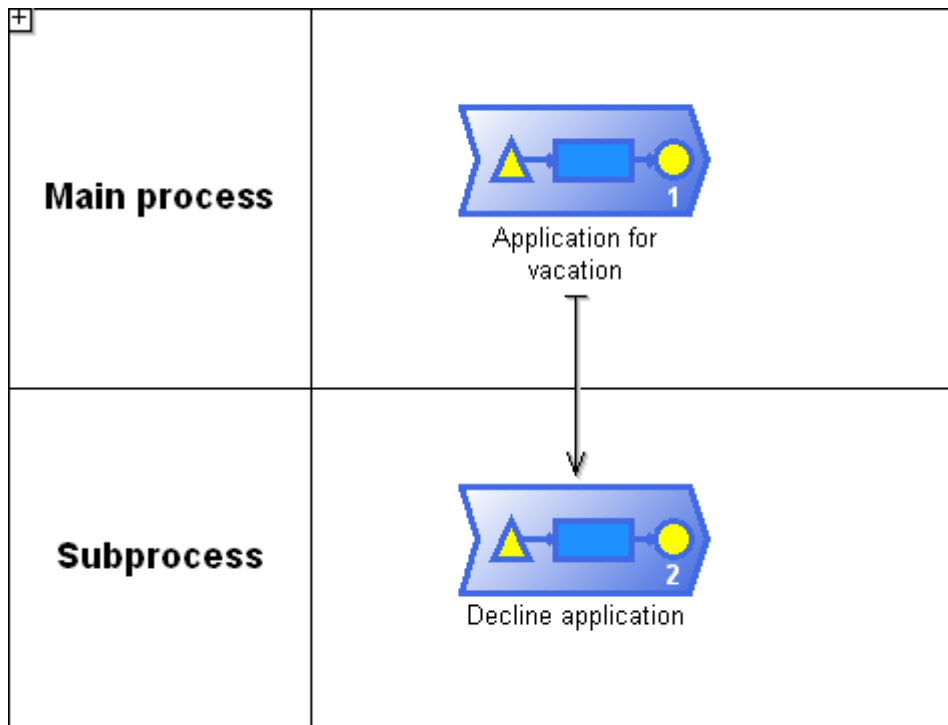 Main process
1
Application for
vacation
Subprocess
2
Decline application